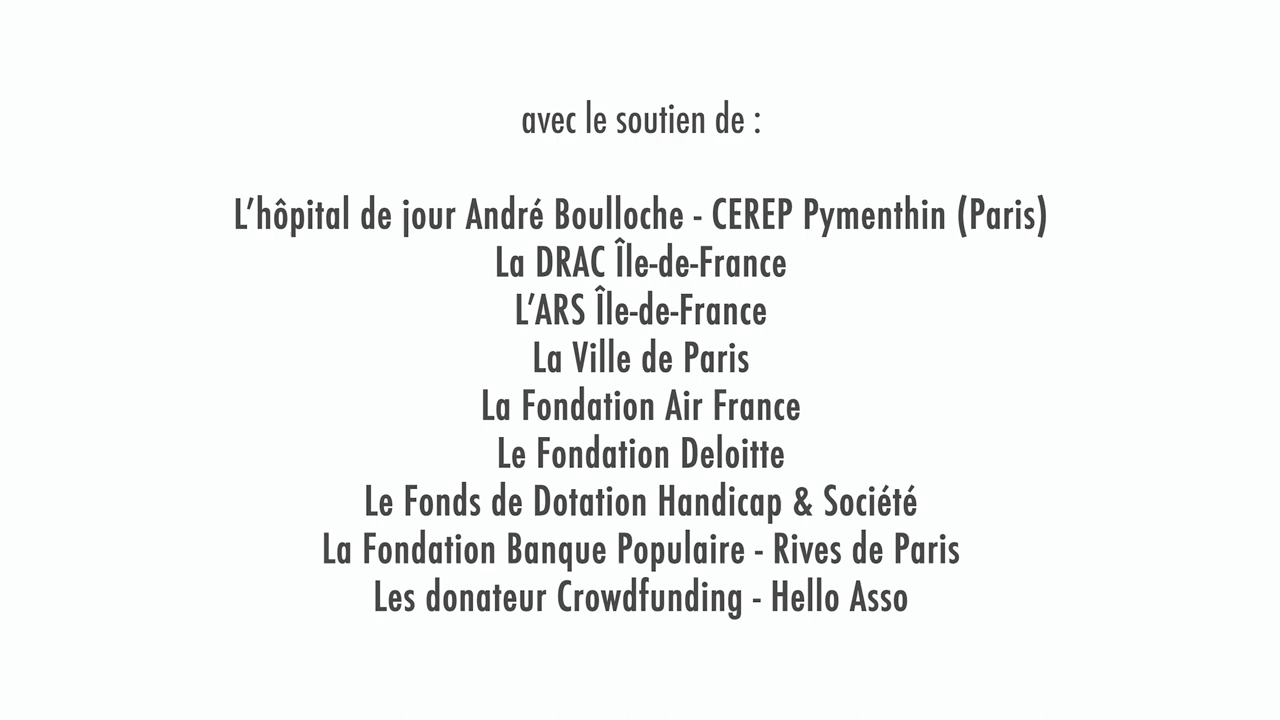 avec le soutien de :
L’hôpital de jour André Boulloche - CEREP Pymenthin (Paris)
La DRAC Île-de-France
L’ARS Île-de-France
La Ville de Paris
La Fondation Air France
Le Fondation Deloitte
Le Fonds de Dotation Handicap & Société
La Fondation Banque Populaire - Rives de Paris
Les donateur Crowdfunding - Hello Asso